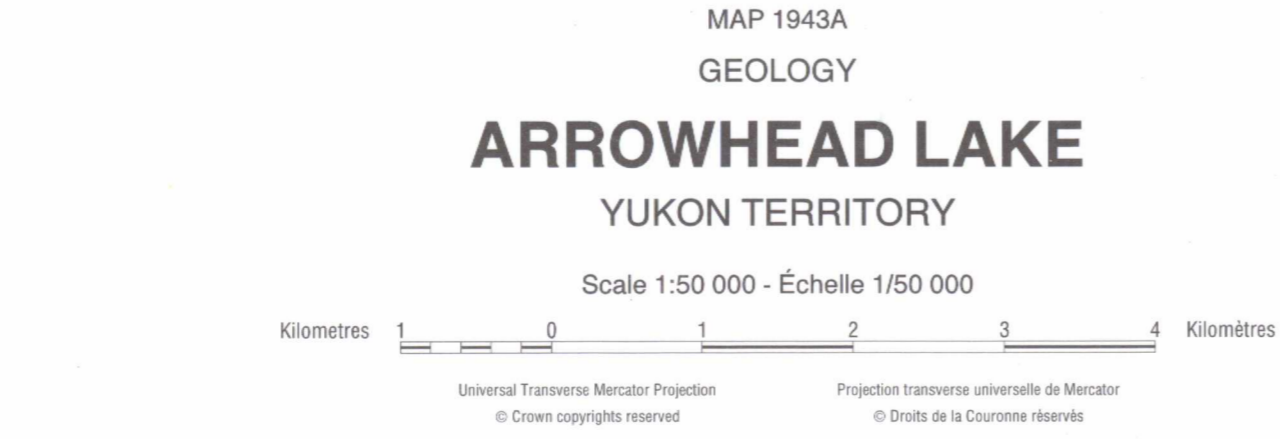 MAP 1943A
GEOLOGY
ARROWHEAD LAKE
YUKON TERRITORY
Scale 1:50 000 - Échelle 1/50 000
Kilometres 1 0 1 2 3 4 Kilomètres
Universal Transverse Mercator Projection Projection transverse universelle de Mercator
© Crown copyrights reserved © Droits de la Couronne réservés